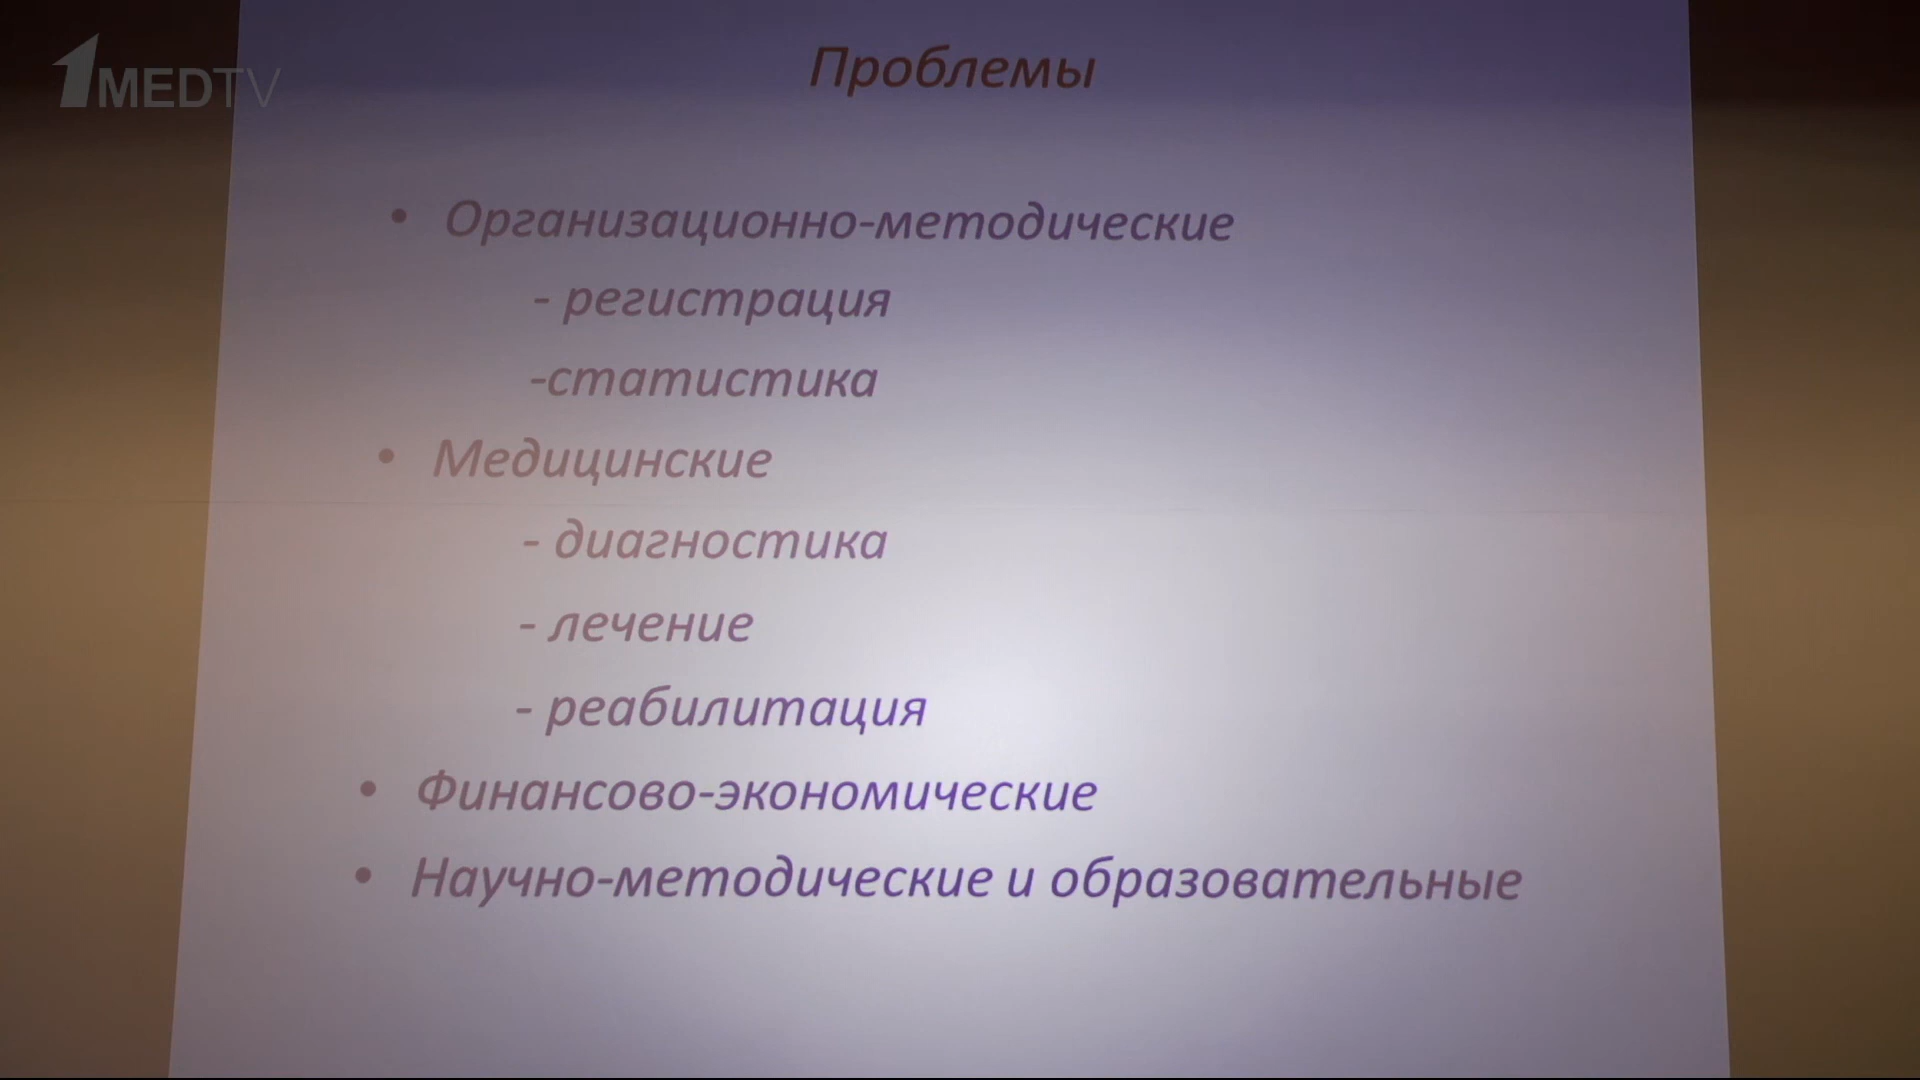 1MEDTV
Проблемы
• Организационно-методические
- регистрация
-статистика
• Медицинские
- диагностика
- лечение
- реабилитация
• Финансово-экономические
• Научно-методические и образовательные